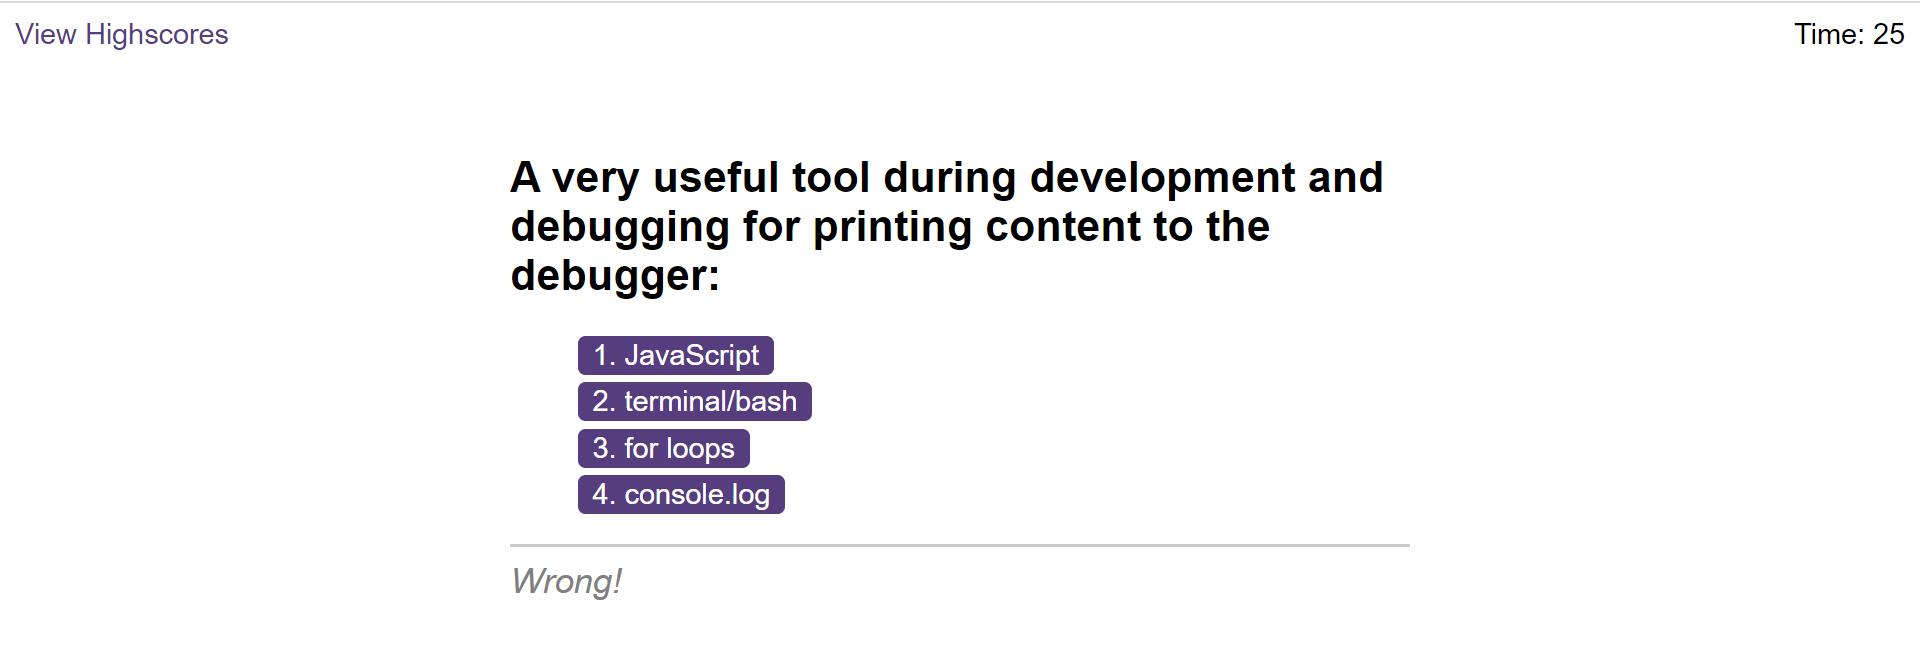 View Highscores
Time: 25
A very useful tool during development and
debugging for printing content to the
debugger:
1. JavaScript
2. terminal/bash
3. for loops
4. console.log
Wrong!